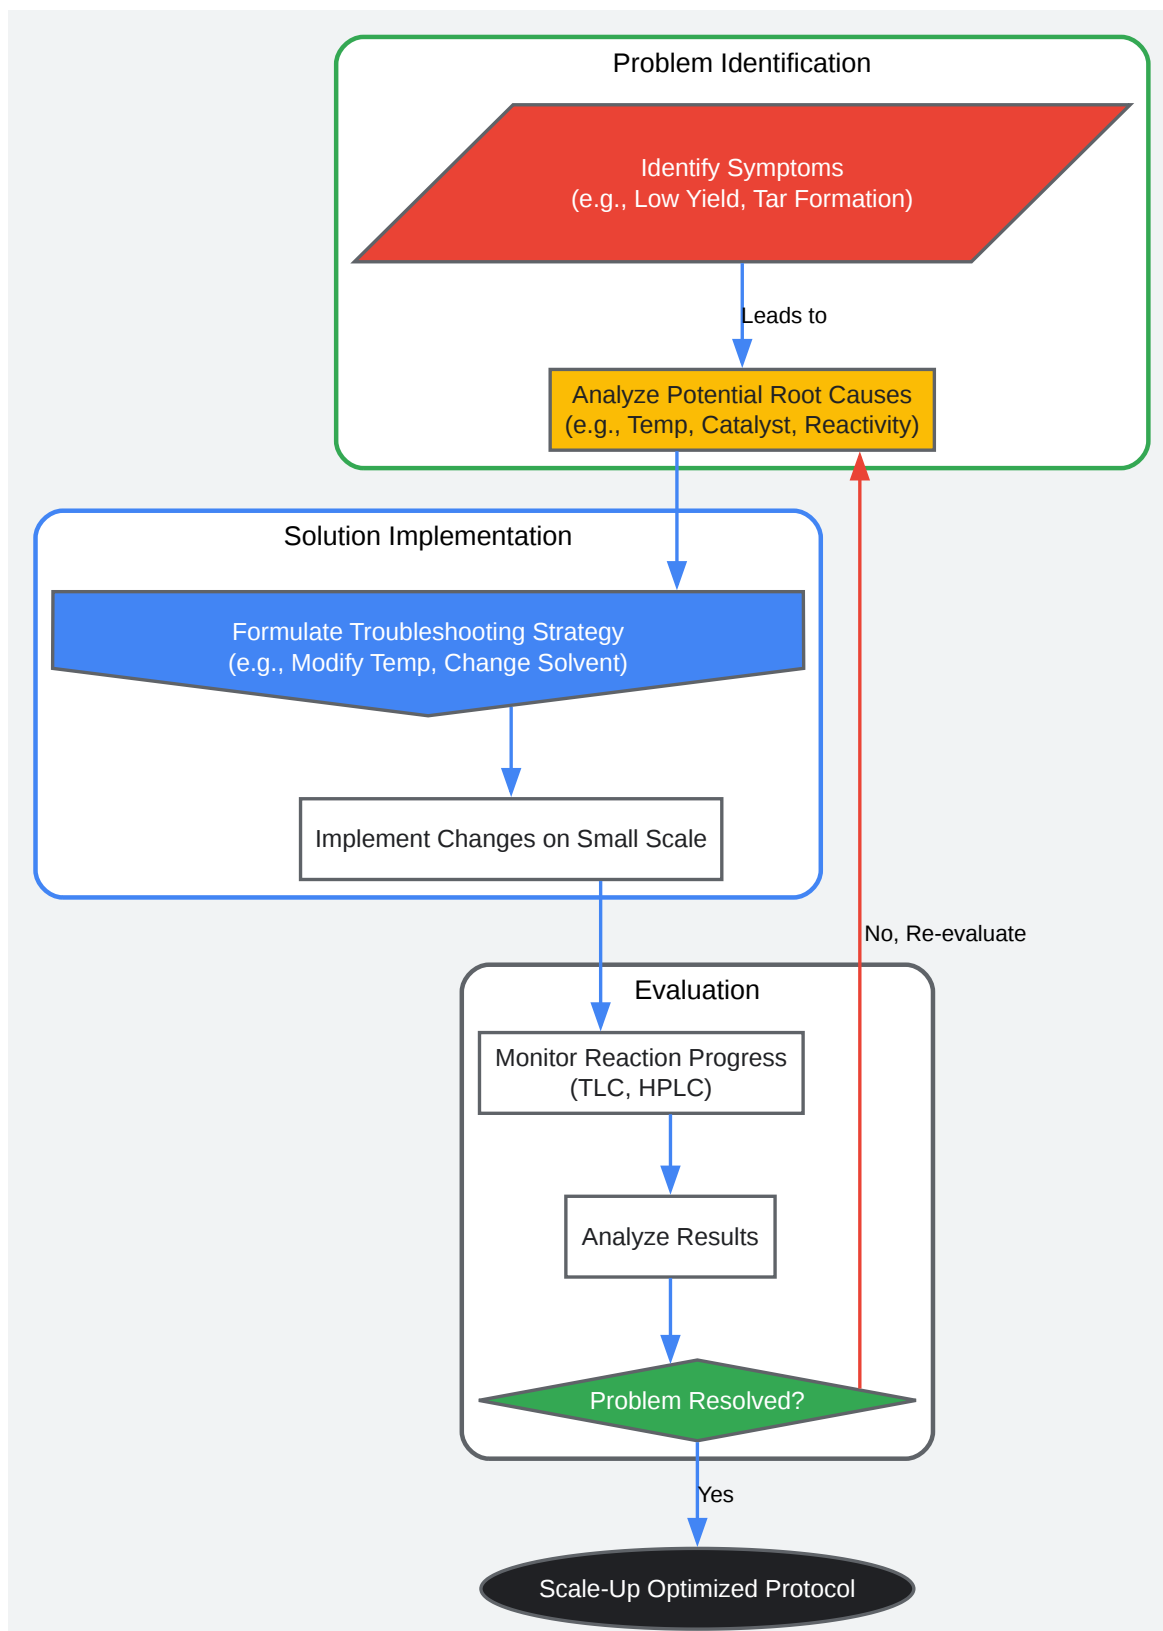 Problem Identification
Identify Symptoms
(e.g., Low Yield, Tar Formation)
Leads to
Analyze Potential Root Causes
(e.g., Temp, Catalyst, Reactivity)
Solution Implementation
Formulate Troubleshooting Strategy
(e.g., Modify Temp, Change Solvent)
Implement Changes on Small Scale
No, Re-evaluate
Evaluation
Monitor Reaction Progress
(TLC, HPLC)
Analyze Results
Problem Resolved?
Yes
Scale-Up Optimized Protocol